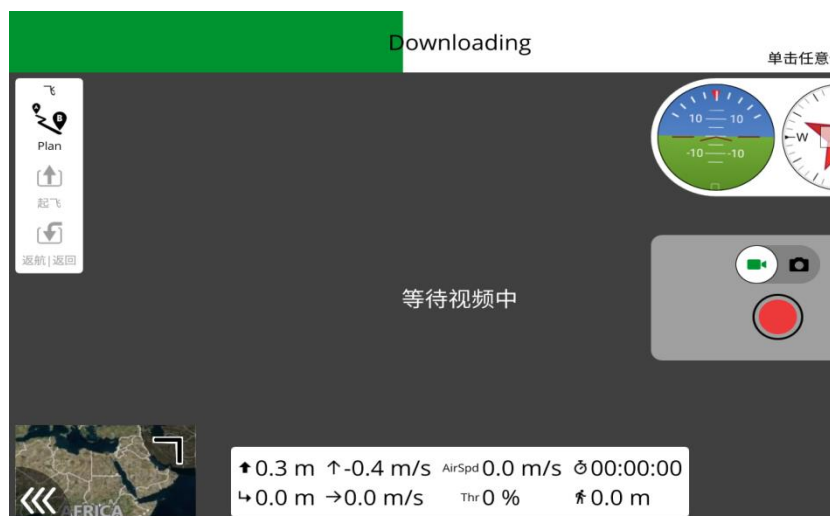 Downloading
单击任意
飞
Plan
起飞
返航|返回
10 10
-10 -10
W
等待视频中
AFRICA
0.3 m -0.4 m/s AirSpd 0.0 m/s 00:00:00
0.0 m 0.0 m/s Thr 0 % 0.0 m